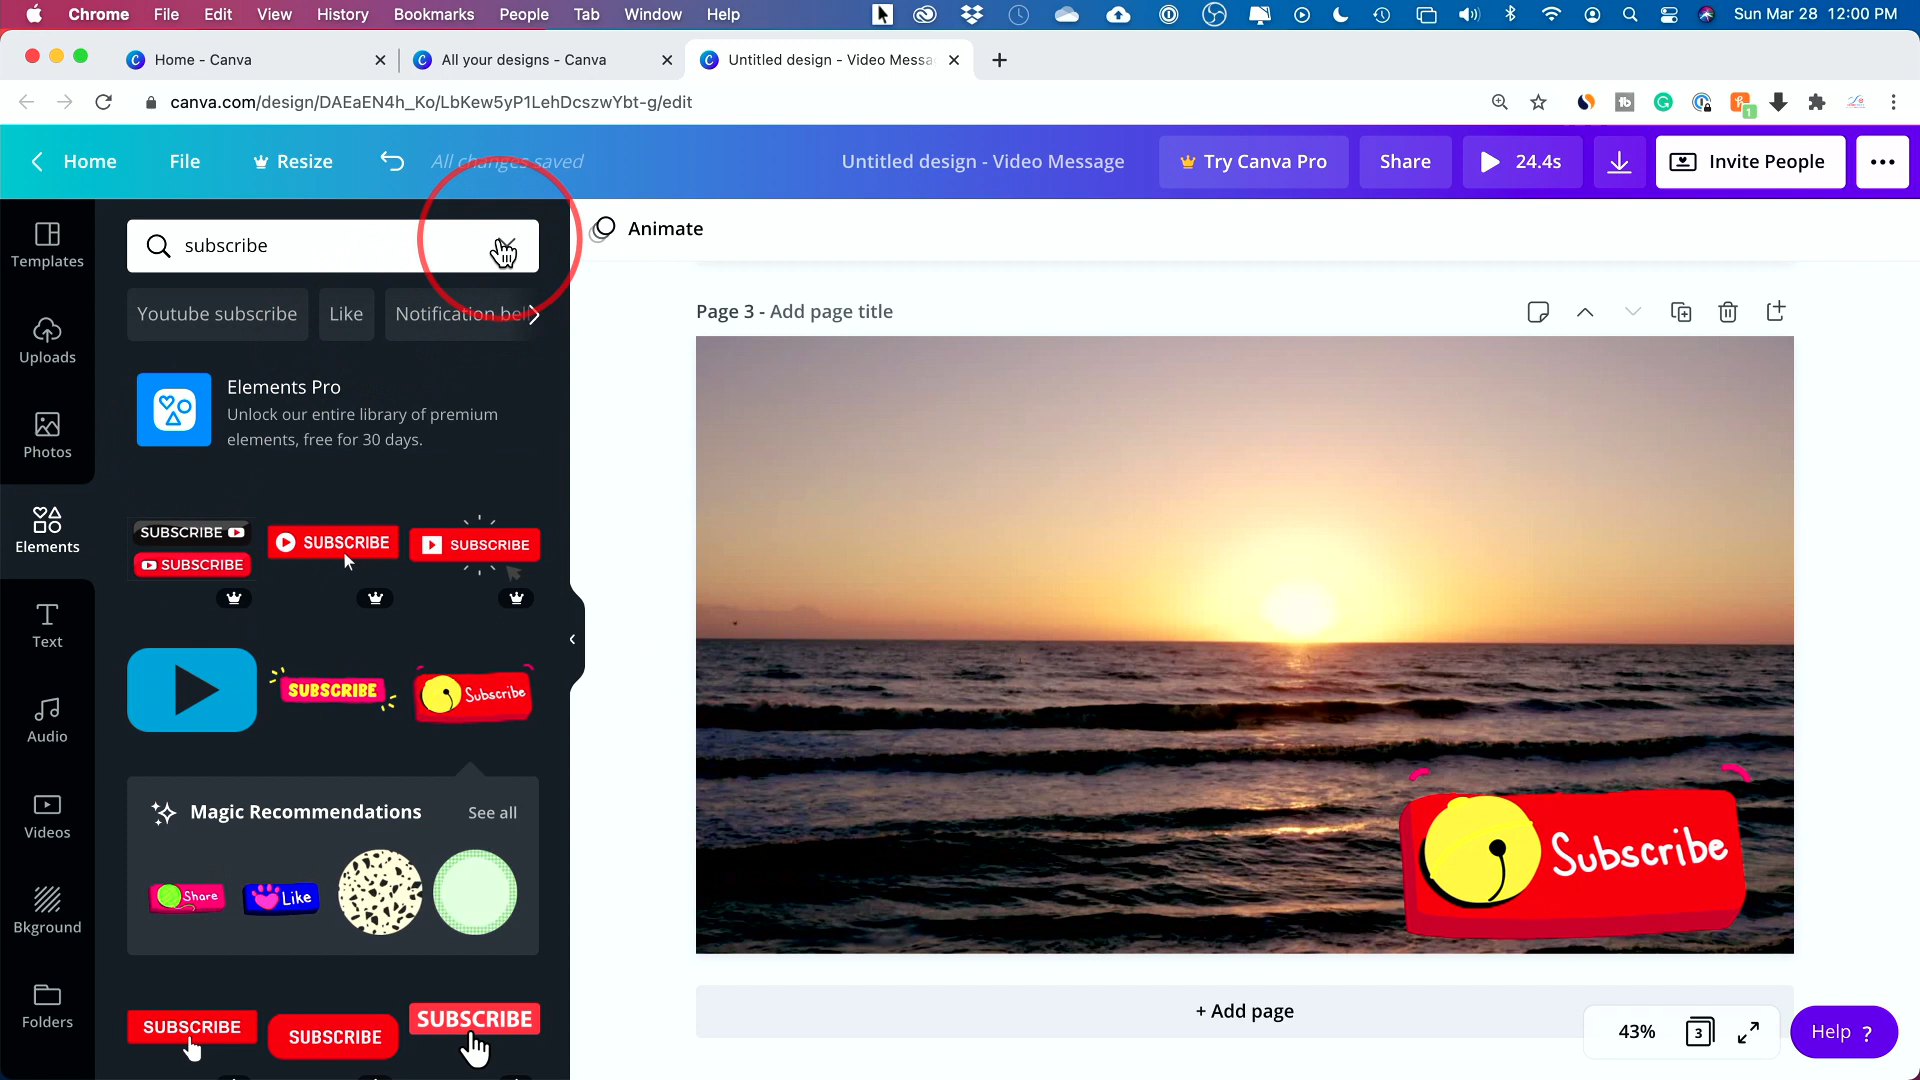 Chrome File Edit View History Bookmarks People Tab Window Help Sun Mar 28 12:00 PM
Home - Canva All your designs - Canva Untitled design - Video Messa
canva.com/design/DAEaEN4h_Ko/LbKew5yP1LehDcszwYbt-g/edit
Home File Resize All changes saved Untitled design - Video Message Try Canva Pro Share 24.4s Invite People
Templates
Uploads
Photos
Elements
Text
Audio
Videos
Bkground
Folders
subscribe
Youtube subscribe Like Notification bell
Elements Pro
Unlock our entire library of premium
elements, free for 30 days.
SUBSCRIBE
SUBSCRIBE
SUBSCRIBE
SUBSCRIBE
SUBSCRIBE
Subscribe
Magic Recommendations See all
Share
Like
SUBSCRIBE
SUBSCRIBE
SUBSCRIBE
Animate
Page 3 - Add page title
Subscribe
+ Add page
43% 3 Help ?